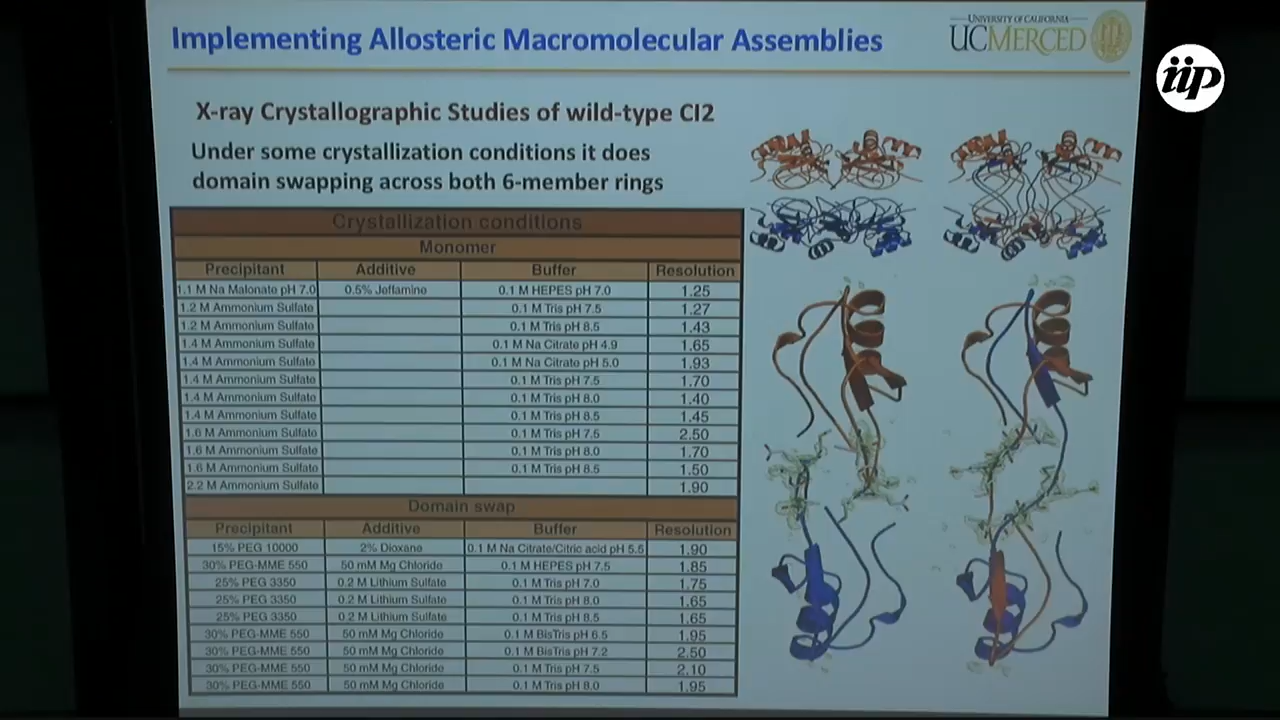 Implementing Allosteric Macromolecular Assemblies
UNIVERSITY OF CALIFORNIA
UCMERCED
iip
X-ray Crystallographic Studies of wild-type CI2
Under some crystallization conditions it does
domain swapping across both 6-member rings
Crystallization conditions
Monomer
Precipitant Additive Buffer Resolution
1.1 M Na Malonate pH 7.0 0.5% Jeffamine 0.1 M HEPES pH 7.0 1.25
1.2 M Ammonium Sulfate 0.1 M Tris pH 7.5 1.27
1.2 M Ammonium Sulfate 0.1 M Tris pH 8.5 1.43
1.4 M Ammonium Sulfate 0.1 M Na Citrate pH 4.9 1.65
1.4 M Ammonium Sulfate 0.1 M Na Citrate pH 5.0 1.93
1.4 M Ammonium Sulfate 0.1 M Tris pH 7.5 1.70
1.4 M Ammonium Sulfate 0.1 M Tris pH 8.0 1.40
1.4 M Ammonium Sulfate 0.1 M Tris pH 8.5 1.45
1.6 M Ammonium Sulfate 0.1 M Tris pH 7.5 2.50
1.6 M Ammonium Sulfate 0.1 M Tris pH 8.0 1.70
1.6 M Ammonium Sulfate 0.1 M Tris pH 8.5 1.50
2.2 M Ammonium Sulfate 1.90
Domain swap
Precipitant Additive Buffer Resolution
15% PEG 10000 2% Dioxane 0.1 M Na Citrate/Citric acid pH 5.6 1.90
30% PEG-MME 550 50 mM Mg Chloride 0.1 M HEPES pH 7.5 1.85
25% PEG 3350 0.2 M Lithium Sulfate 0.1 M Tris pH 7.0 1.75
25% PEG 3350 0.2 M Lithium Sulfate 0.1 M Tris pH 8.0 1.65
25% PEG 3350 0.2 M Lithium Sulfate 0.1 M Tris pH 8.5 1.65
30% PEG-MME 550 50 mM Mg Chloride 0.1 M BisTris pH 6.5 1.95
30% PEG-MME 550 50 mM Mg Chloride 0.1 M BisTris pH 7.2 2.50
30% PEG-MME 550 50 mM Mg Chloride 0.1 M Tris pH 7.5 2.10
30% PEG-MME 550 50 mM Mg Chloride 0.1 M Tris pH 8.0 1.95